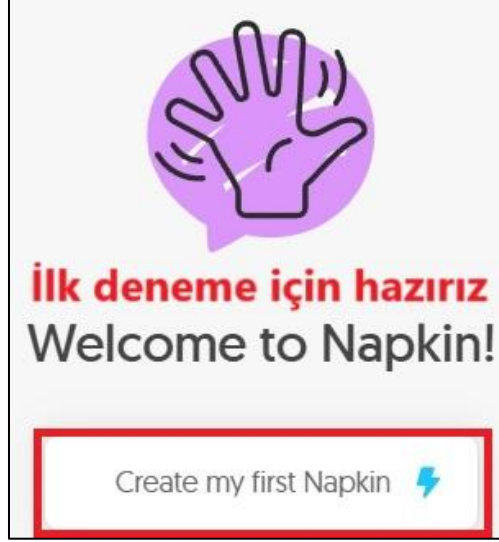 İlk deneme için hazırız
Welcome to Napkin!
Create my first Napkin